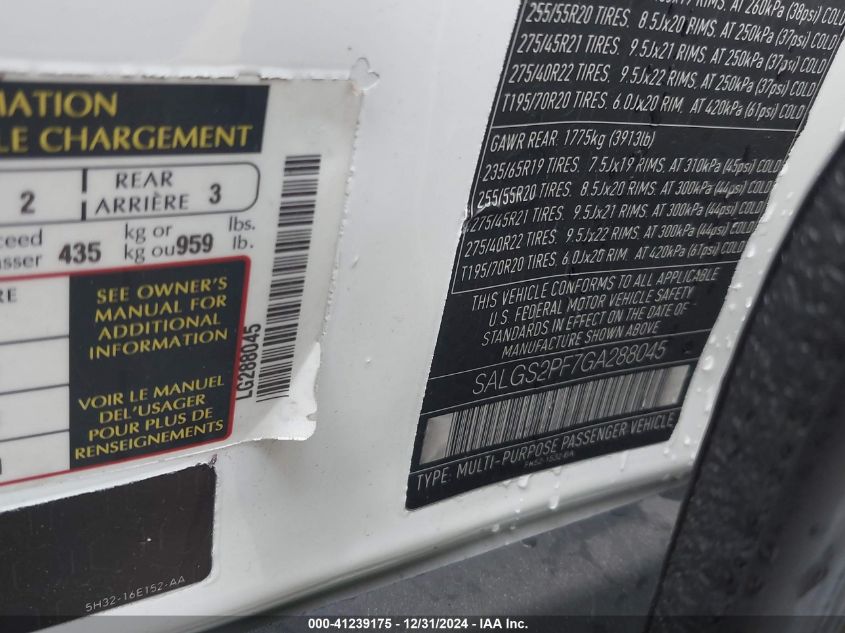 MATION
LE CHARGEMENT
2 REAR ARRIÈRE 3
435 kg or lbs.
kg ou 959 lb.
SEE OWNER'S
MANUAL FOR
ADDITIONAL
INFORMATION
VOIR LE MANUEL
DEL'USAGER
POUR PLUS DE
RENSEIGNEMENTS
LG288045
5H32-16E152-AA
255/55R20 TIRES. 8.5Jx20 RIMS. AT 250kPa (37psi) COLD
275/45R21 TIRES. 9.5Jx21 RIMS. AT 250kPa (37psi) COLD
275/40R22 TIRES. 9.5Jx22 RIMS. AT 250kPa (37psi) COLD
T195/70R20 TIRES. 6.0Jx20 RIM. AT 420kPa (61psi) COLD
GAWR REAR: 1775kg (3913lb)
235/65R19 TIRES. 7.5Jx19 RIMS. AT 310kPa (45psi) COLD
255/55R20 TIRES. 8.5Jx20 RIMS. AT 300kPa (44psi) COLD
275/45R21 TIRES. 9.5Jx21 RIMS. AT 300kPa (44psi) COLD
275/40R22 TIRES. 9.5Jx22 RIMS. AT 300kPa (44psi) COLD
T195/70R20 TIRES. 6.0Jx20 RIM. AT 420kPa (61psi) COLD
THIS VEHICLE CONFORMS TO ALL APPLICABLE
U.S. FEDERAL MOTOR VEHICLE SAFETY
STANDARDS IN EFFECT ON THE DATE OF
MANUFACTURE SHOWN ABOVE
SALGS2PF7GA288045
TYPE: MULTI-PURPOSE PASSENGER VEHICLE
000-41239175 - 12/31/2024 - IAA Inc.